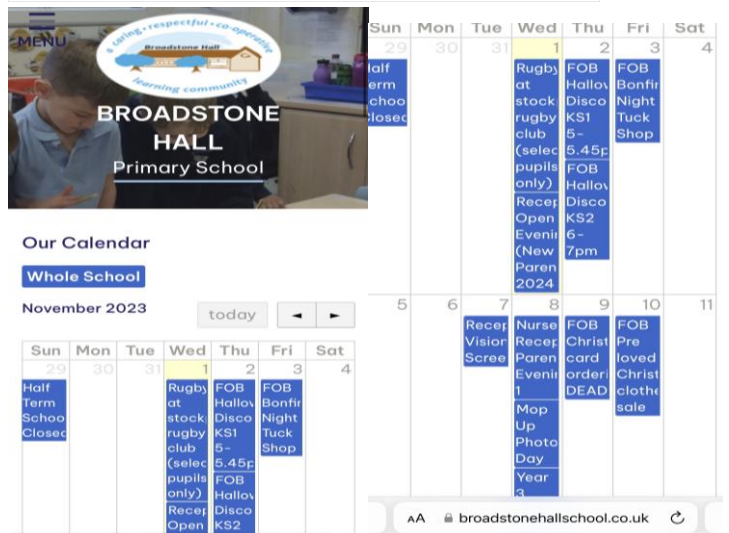 MENU
a caring • respectful • co-operative
Broadstone Hall
learning community
BROADSTONE
HALL
Primary School
Our Calendar
Whole School
November 2023
today
Sun Mon Tue Wed Thu Fri Sat
29 30 31 1 2 3 4
Half
Term
Schoo
Closed
Rugby
at
stock
rugby
club
(selec
pupils
only)
Recep
Open
FOB
Hallov
Disco
KS1
5-
5.45p
FOB
Hallov
Disco
KS2
FOB
Bonfir
Night
Tuck
Shop
Sun Mon Tue Wed Thu Fri Sat
29 30 31 1 2 3 4
Half
erm
choo
Closed
Rugby
at
stock
rugby
club
(selec
pupils
only)
Recep
Open
Evenin
(New
Paren
2024
FOB
Hallov
Disco
KS1
5-
5.45p
FOB
Hallov
Disco
KS2
6-
7pm
FOB
Bonfir
Night
Tuck
Shop
5 6 7 8 9 10 11
Recep
Vision
Scree
Nurse
Recep
Paren
Evenin
1
Mop
Up
Photo
Day
Year
3
FOB
Christ
card
orderi
DEAD
FOB
Pre
loved
Christ
clothe
sale
AA broadstonehallschool.co.uk